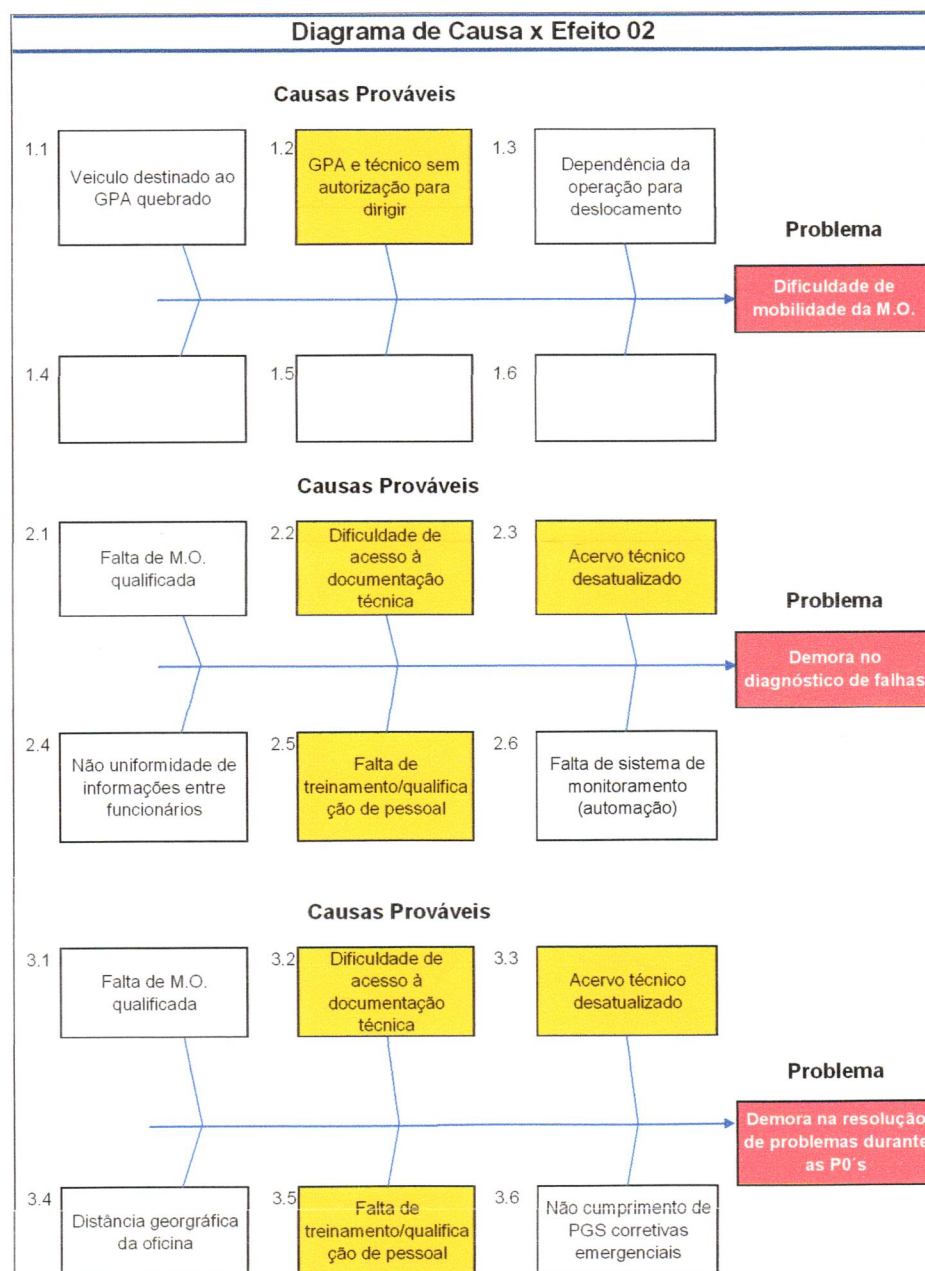 Diagrama de Causa x Efeito 02
Causas Prováveis
1.1
Veiculo destinado ao
GPA quebrado
1.2
GPA e técnico sem
autorização para
dirigir
1.3
Dependência da
operação para
deslocamento
Problema
Dificuldade de
mobilidade da M.O.
1.4
1.5
1.6
Causas Prováveis
2.1
Falta de M.O.
qualificada
2.2
Dificuldade de
acesso à
documentação
técnica
2.3
Acervo técnico
desatualizado
Problema
Demora no
diagnóstico de falhas
2.4
Não uniformidade de
informações entre
funcionários
2.5
Falta de
treinamento/qualifica
ção de pessoal
2.6
Falta de sistema de
monitoramento
(automação)
Causas Prováveis
3.1
Falta de M.O.
qualificada
3.2
Dificuldade de
acesso à
documentação
técnica
3.3
Acervo técnico
desatualizado
Problema
Demora na resolução
de problemas durante
as P0´s
3.4
Distância georgráfica
da oficina
3.5
Falta de
treinamento/qualifica
ção de pessoal
3.6
Não cumprimento de
PGS corretivas
emergenciais